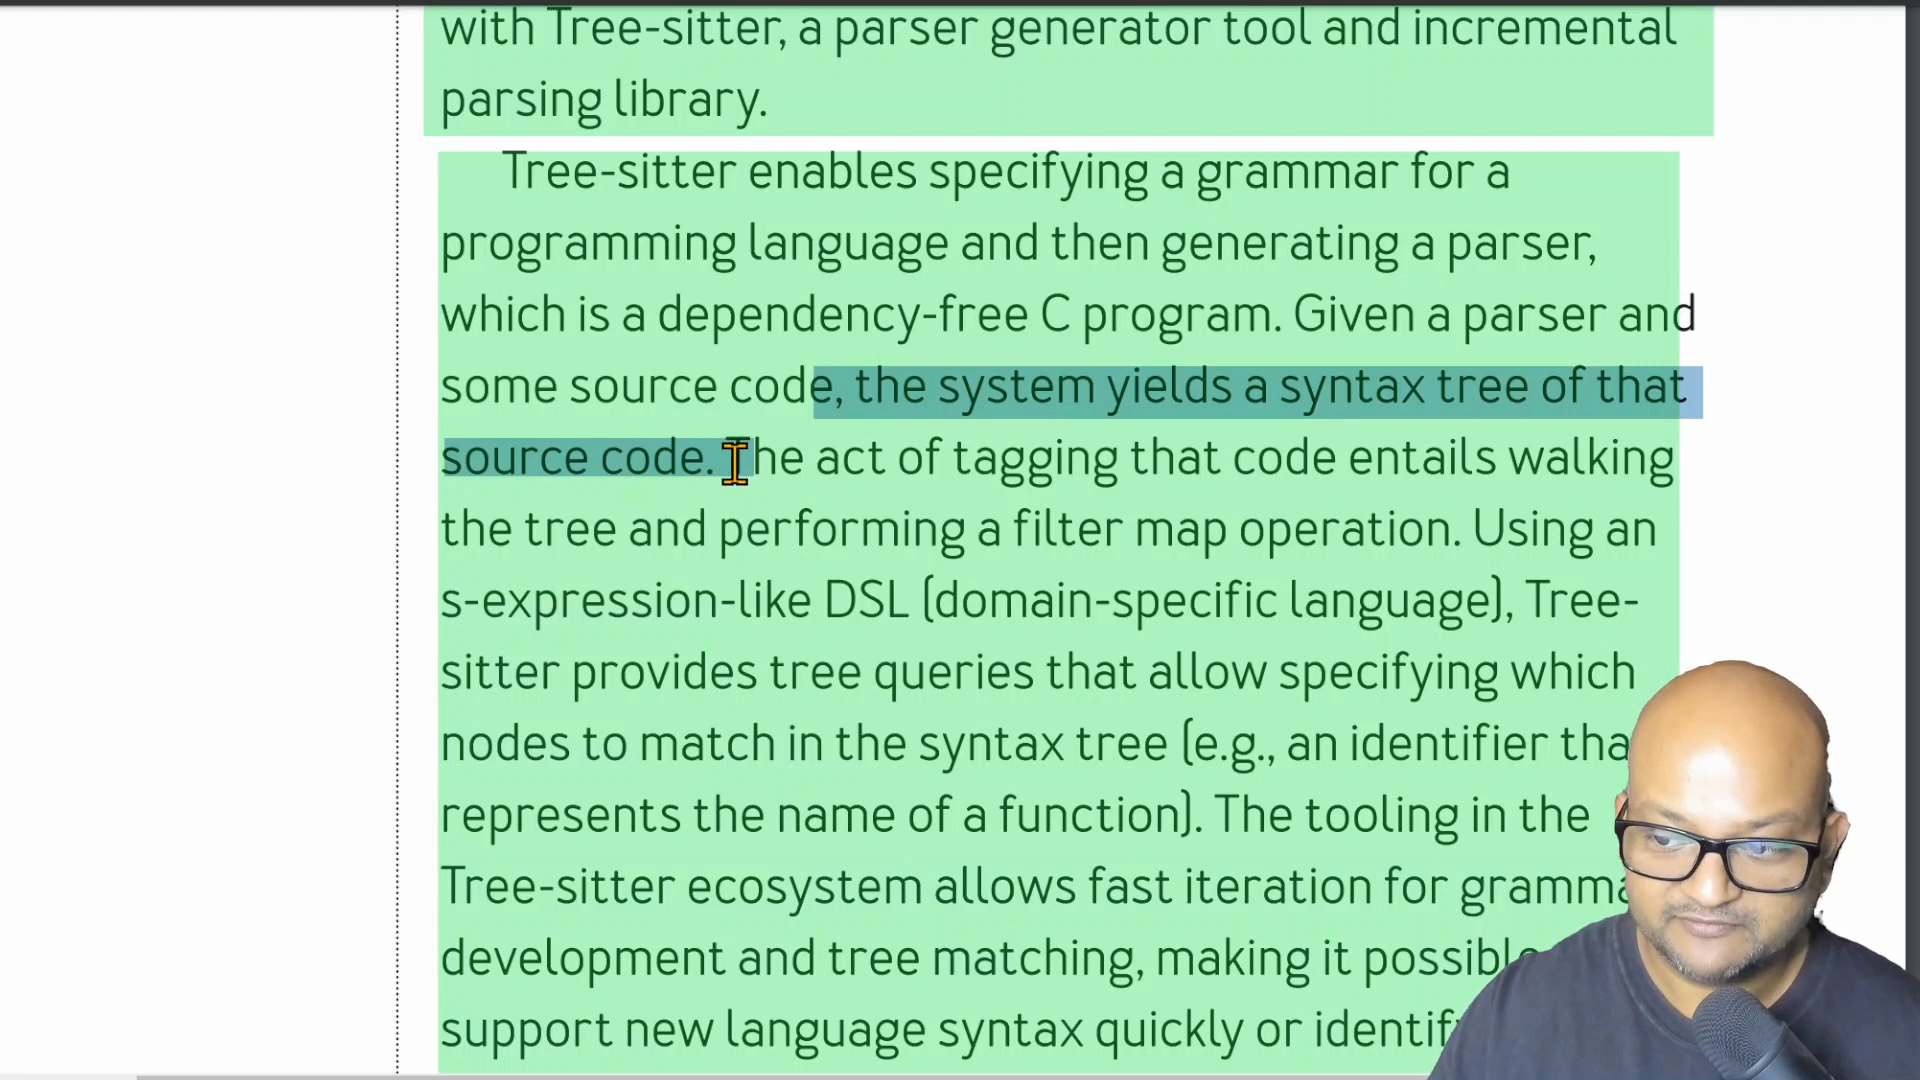 with Tree-sitter, a parser generator tool and incremental
parsing library.
Tree-sitter enables specifying a grammar for a
programming language and then generating a parser,
which is a dependency-free C program. Given a parser and
some source code, the system yields a syntax tree of that
source code. The act of tagging that code entails walking
the tree and performing a filter map operation. Using an
s-expression-like DSL (domain-specific language), Tree-
sitter provides tree queries that allow specifying which
nodes to match in the syntax tree (e.g., an identifier
represents the name of a function). The tooling in the
Tree-sitter ecosystem allows fast iteration for
development and tree matching, making it
support new language syntax quickly or